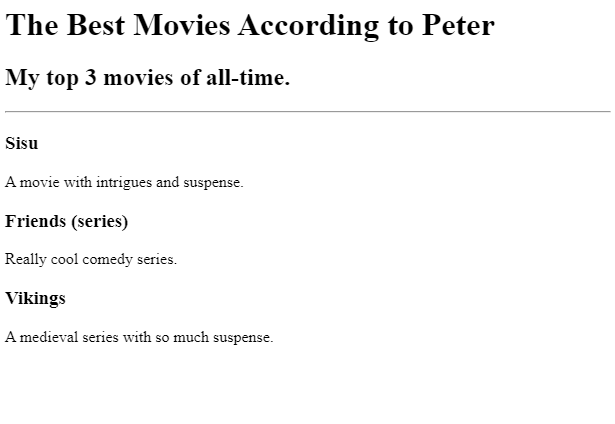 The Best Movies According to Peter
My top 3 movies of all-time.
Sisu
A movie with intrigues and suspense.
Friends (series)
Really cool comedy series.
Vikings
A medieval series with so much suspense.